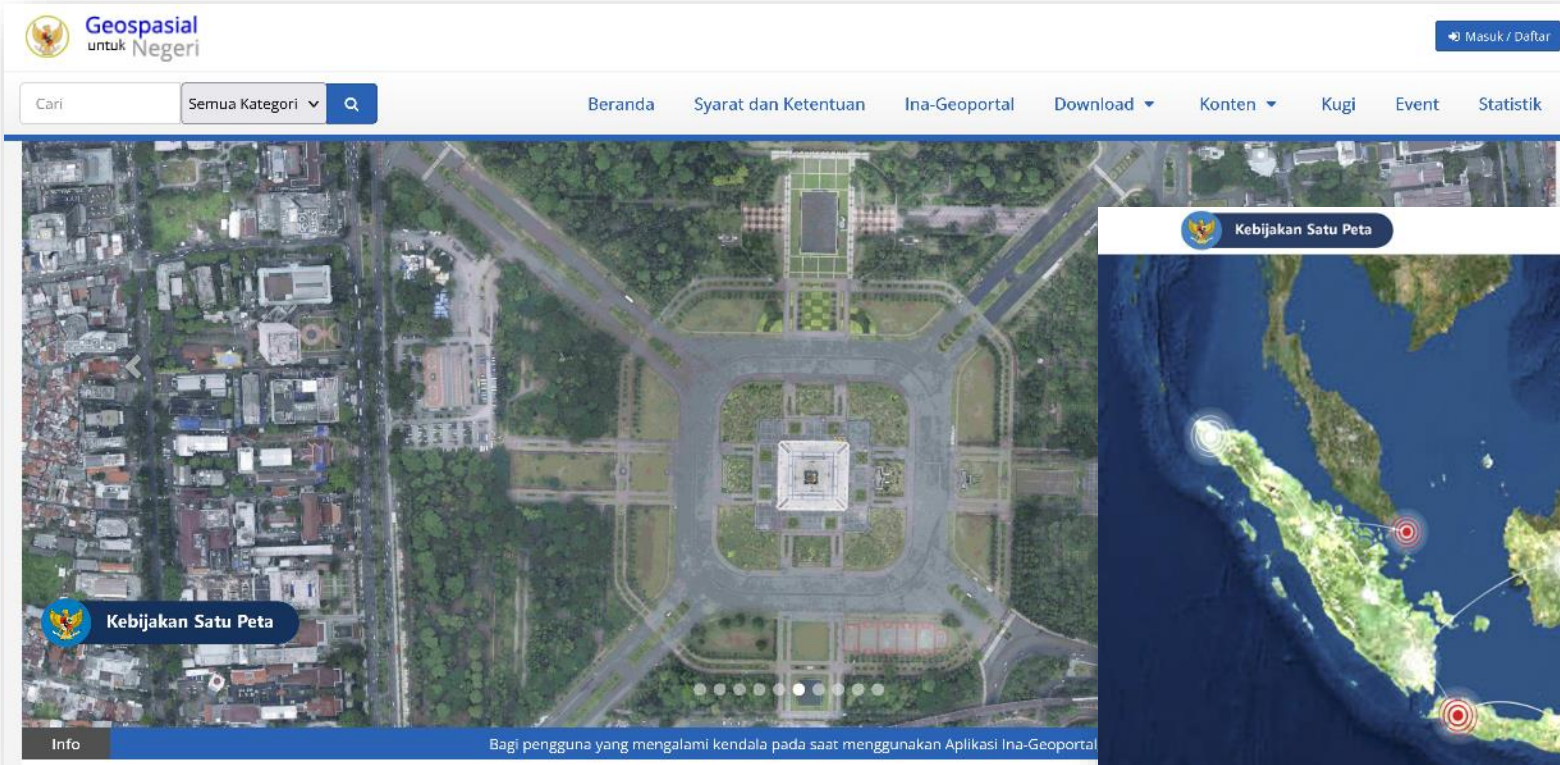 Geospasial
untuk Negeri
Masuk / Daftar
Cari
Semua Kategori
Beranda
Syarat dan Ketentuan
Ina-Geoportal
Download
Konten
Kugi
Event
Statistik
Kebijakan Satu Peta
Kebijakan Satu Peta
Info
Bagi pengguna yang mengalami kendala pada saat menggunakan Aplikasi Ina-Geoportal